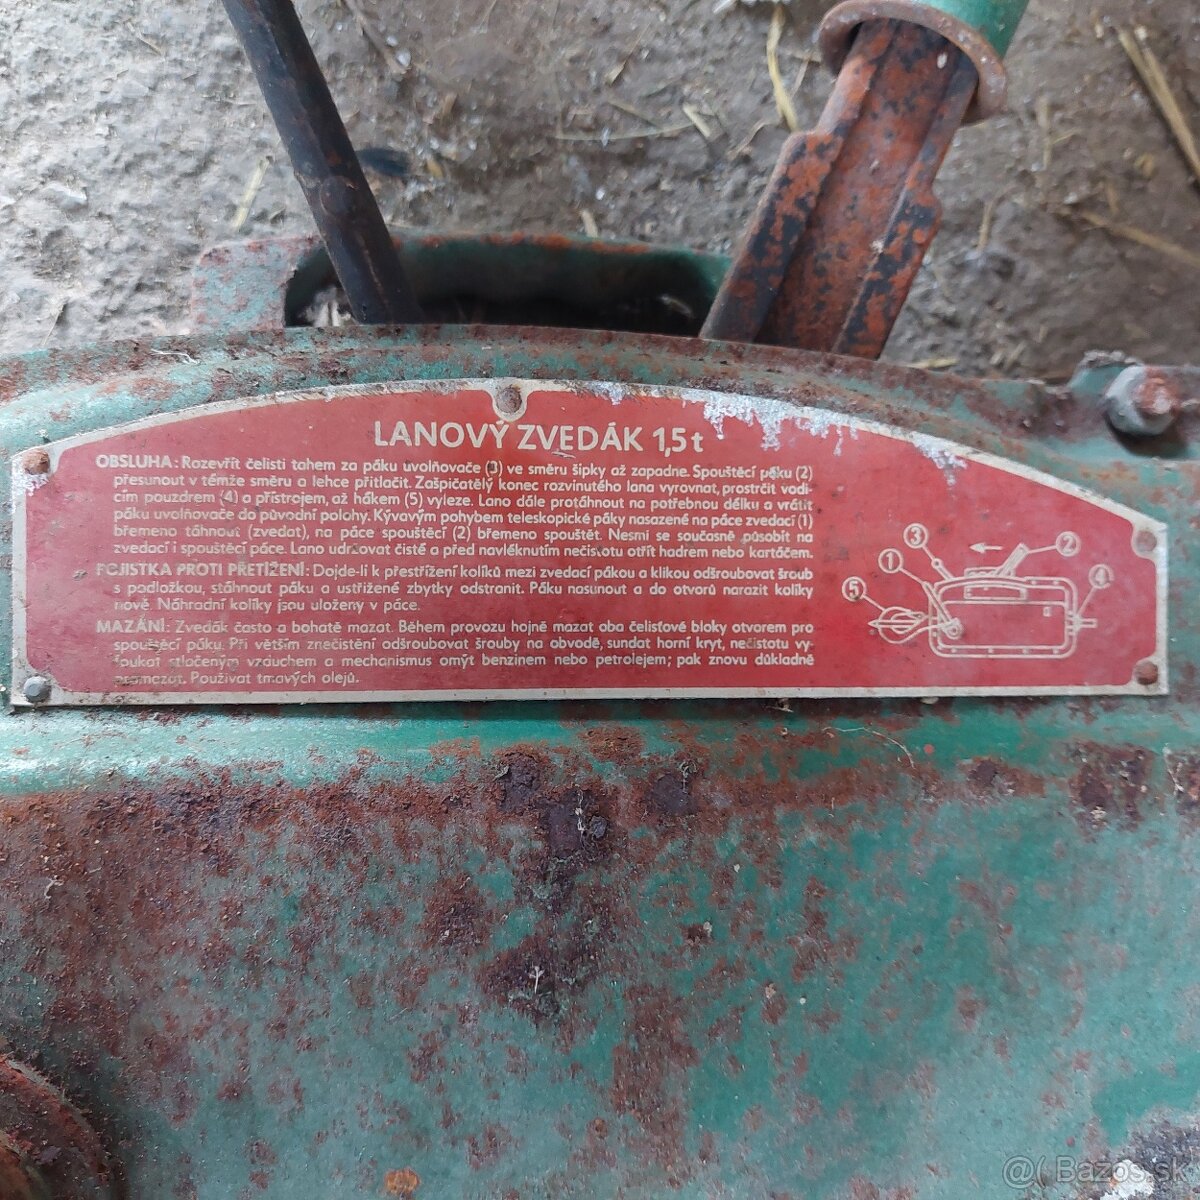 LANOVÝ ZVEDÁK 1,5 t
OBSLUHA: Rozevřít čelisti tahem za páku uvolňovače (3) ve směru šipky až zapadne. Spouštěcí páku (2)
přesunout v témže směru a lehce přitlačit. Zašpičatělý konec rozvinutého lana vyrovnat, prostrčit vodi-
cím pouzdrem (4) a přístrojem, až hákem (5) vyleze. Lano dále protáhnout na potřebnou délku a vrátit
páku uvolňovače do původní polohy. Kývavým pohybem teleskopické páky nasazené na páce zvedací (1)
břemeno táhnout (zvedat), na páce spouštěcí (2) břemeno spouštět. Nesmí se současně působit na
zvedací i spouštěcí páce. Lano udržovat čisté a před navléknutím nečistotu otřít hadrem nebo kartáčem.
POJISTKA PROTI PŘETÍŽENÍ: Dojde-li k přestřižení kolíků mezi zvedací pákou a klikou odšroubovat šroub
s podložkou, stáhnout páku a ustřižené zbytky odstranit. Páku nasunout a do otvorů narazit kolíky
nové. Náhradní kolíky jsou uloženy v páce.
MAZÁNÍ: Zvedák často a bohatě mazat. Během provozu hojně mazat oba čelisťové bloky otvorem pro
spouštěcí páku. Při větším znečistění odšroubovat šrouby na obvodě, sundat horní kryt, nečistotu vy-
foukat stlačeným vzduchem a mechanismus omýt benzinem nebo petrolejem; pak znovu důkladně
promazat. Používat tmavých olejů.
3
2
1
4
5
@( Bazos.sk